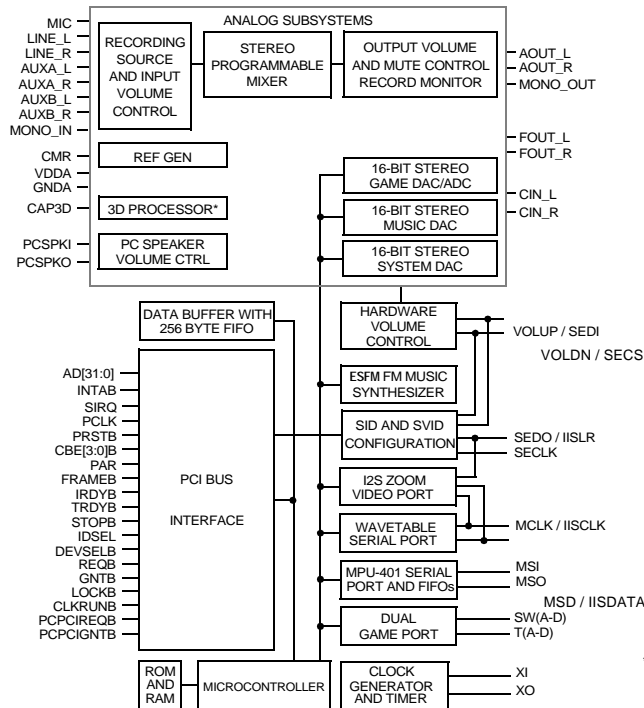 ANALOG SUBSYSTEMS
MIC
LINE_L
LINE_R
AUXA_L
AUXA_R
AUXB_L
AUXB_R
MONO_IN
CMR
VDDA
GNDA
CAP3D
PCSPKI
PCSPKO
RECORDING
SOURCE
AND INPUT
VOLUME
CONTROL
STEREO
PROGRAMMABLE
MIXER
OUTPUT VOLUME
AND MUTE CONTROL
RECORD MONITOR
AOUT_L
AOUT_R
MONO_OUT
FOUT_L
FOUT_R
CIN_L
CIN_R
REF GEN
3D PROCESSOR*
PC SPEAKER
VOLUME CTRL
16-BIT STEREO
GAME DAC/ADC
16-BIT STEREO
MUSIC DAC
16-BIT STEREO
SYSTEM DAC
DATA BUFFER WITH
256 BYTE FIFO
HARDWARE
VOLUME
CONTROL
VOLUP / SEDI
VOLDN / SECS
AD[31:0]
INTAB
SIRQ
PCLK
PRSTB
CBE[3:0]B
PAR
FRAMEB
IRDYB
TRDYB
STOPB
IDSEL
DEVSELB
REQB
GNTB
LOCKB
CLKRUNB
PCPCIREQB
PCPCIGNTB
PCI BUS
INTERFACE
ESFM FM MUSIC
SYNTHESIZER
SID AND SVID
CONFIGURATION
SEDO / IISLR
SECLK
I2S ZOOM
VIDEO PORT
WAVETABLE
SERIAL PORT
MCLK / IISCLK
MPU-401 SERIAL
PORT AND FIFOs
MSI
MSO
MSD / IISDATA
DUAL
GAME PORT
SW(A-D)
T(A-D)
ROM
AND
RAM
MICROCONTROLLER
CLOCK
GENERATOR
AND TIMER
XI
XO